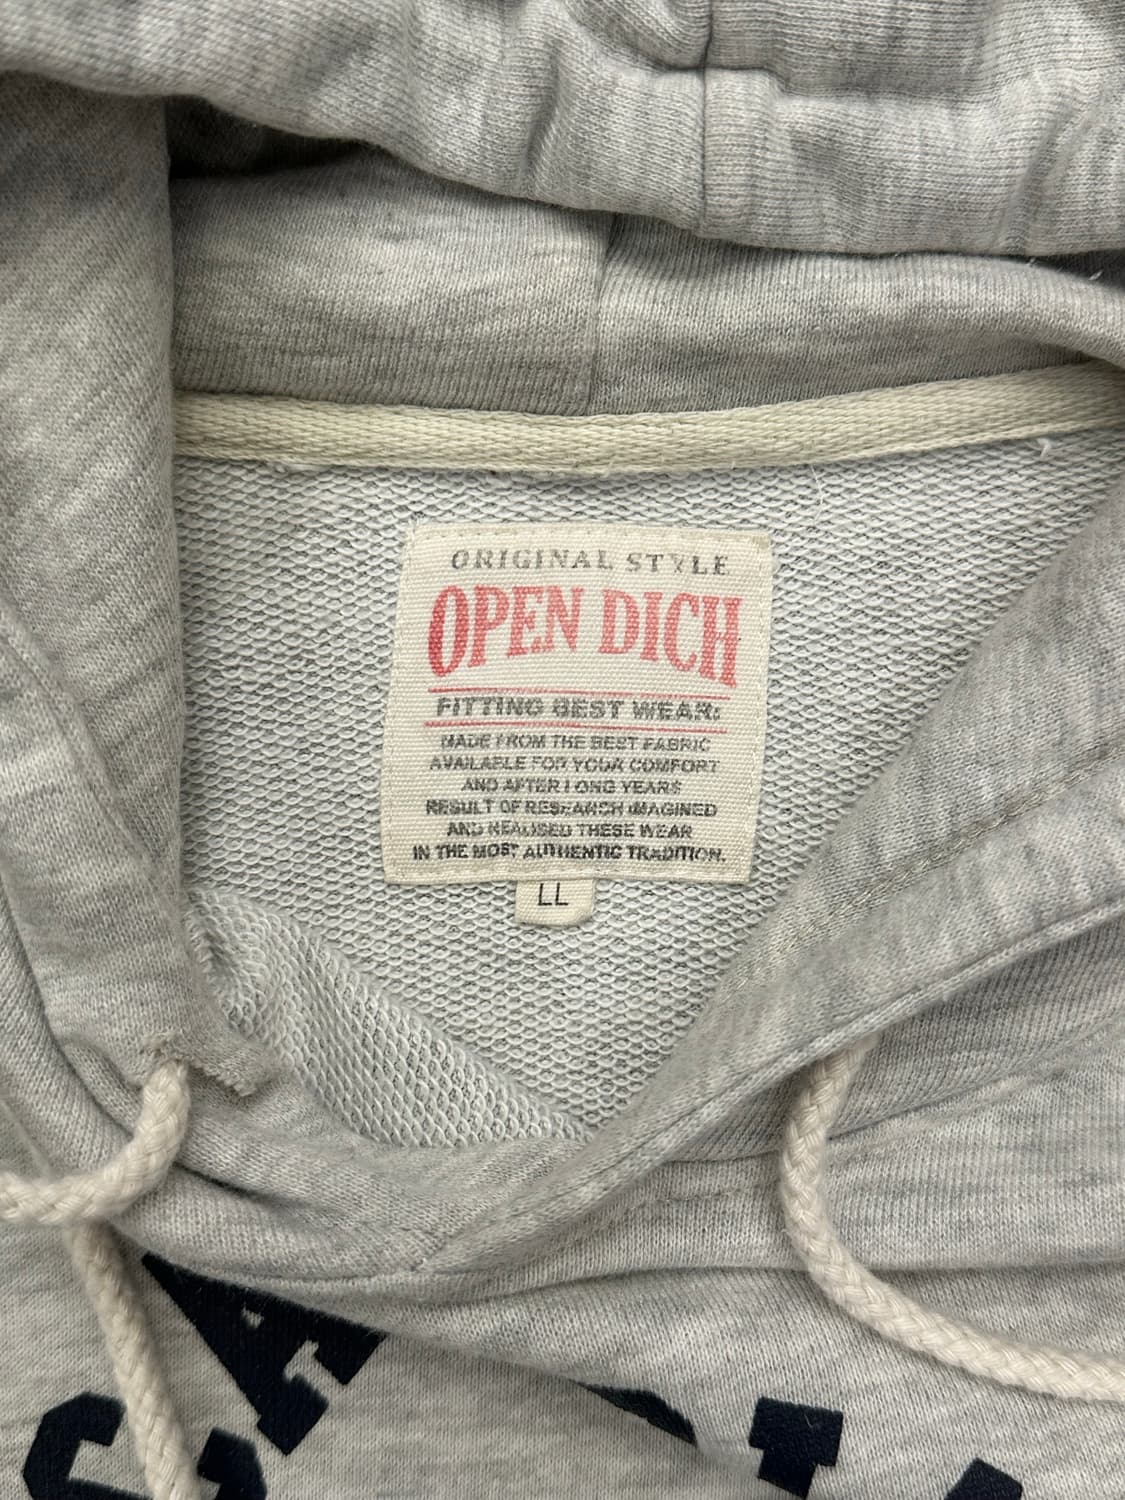 ORIGINAL STYLE
OPEN DICH
FITTING BEST WEAR:
MADE FROM THE BEST FABRIC
AVAILABLE FOR YOUR COMFORT
AND AFTER LONG YEARS
RESULT OF RESEARCH IMAGINED
AND REALISED THESE WEAR
IN THE MOST AUTHENTIC TRADITION.
LL
CA